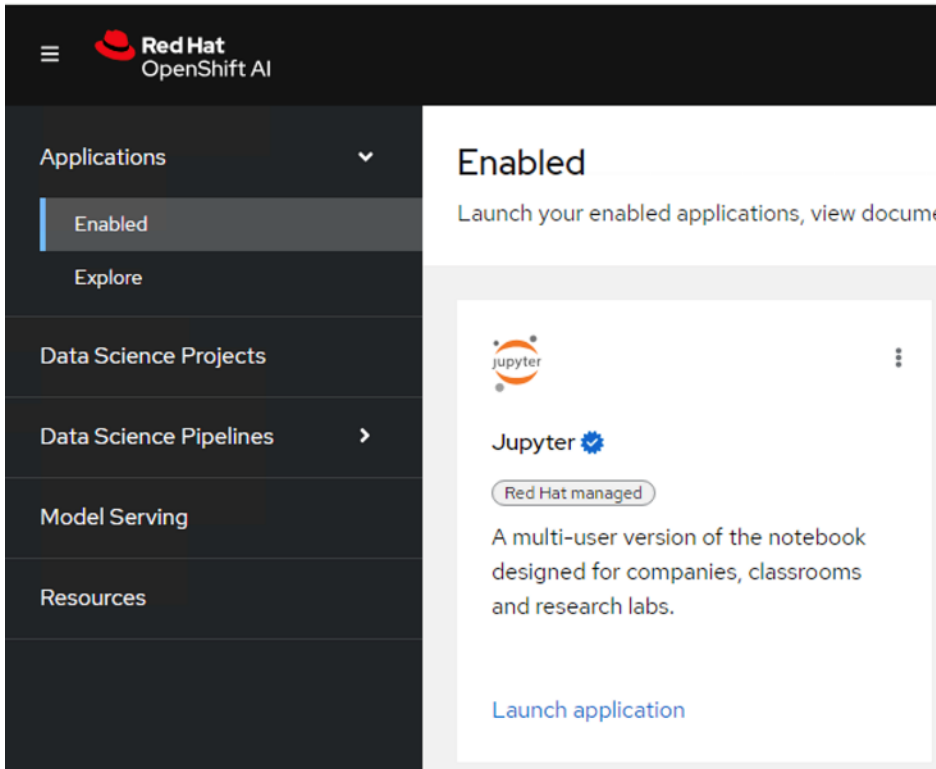 Red Hat
OpenShift AI
Applications
Enabled
Explore
Data Science Projects
Data Science Pipelines
Model Serving
Resources
Enabled
Launch your enabled applications, view docume
jupyter
Jupyter
Red Hat managed
A multi-user version of the notebook
designed for companies, classrooms
and research labs.
Launch application